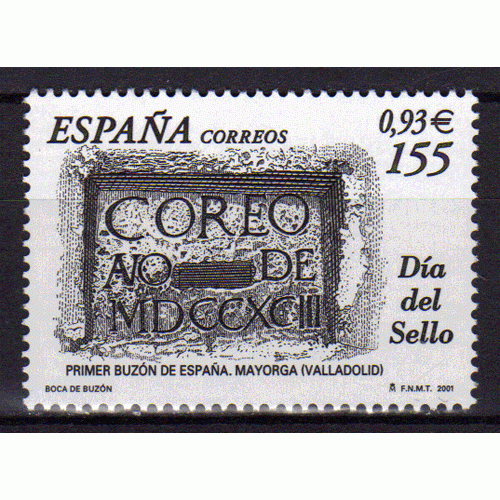 ESPAÑA CORREOS
0,93€
155
COREO
AÑO DE
MDCCXCIII
Día
del
Sello
PRIMER BUZÓN DE ESPAÑA. MAYORGA (VALLADOLID)
BOCA DE BUZÓN
F.N.M.T. 2001